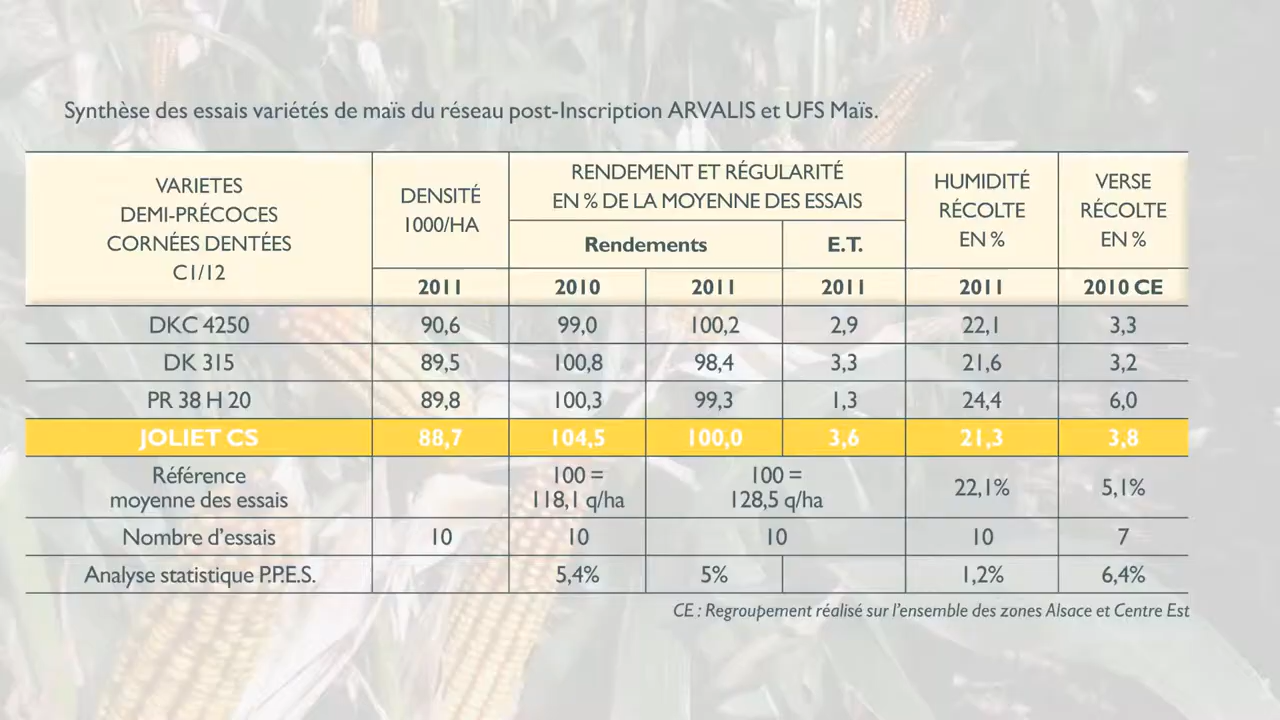 Synthèse des essais variétés de maïs du réseau post-Inscription ARVALIS et UFS Maïs.
VARIETES
DEMI-PRÉCOCES
CORNÉES DENTÉES
C1/12
DENSITÉ
1000/HA
RENDEMENT ET RÉGULARITÉ
EN % DE LA MOYENNE DES ESSAIS
HUMIDITÉ
RÉCOLTE
EN %
VERSE
RÉCOLTE
EN %
Rendements E.T.
2011 2010 2011 2011 2011 2010 CE
DKC 4250 90,6 99,0 100,2 2,9 22,1 3,3
DK 315 89,5 100,8 98,4 3,3 21,6 3,2
PR 38 H 20 89,8 100,3 99,3 1,3 24,4 6,0
JOLIET CS 88,7 104,5 100,0 3,6 21,3 3,8
Référence
moyenne des essais
100 =
118,1 q/ha
100 =
128,5 q/ha
22,1% 5,1%
Nombre d'essais 10 10 10 10 7
Analyse statistique P.P.E.S. 5,4% 5% 1,2% 6,4%
CE : Regroupement réalisé sur l'ensemble des zones Alsace et Centre Est